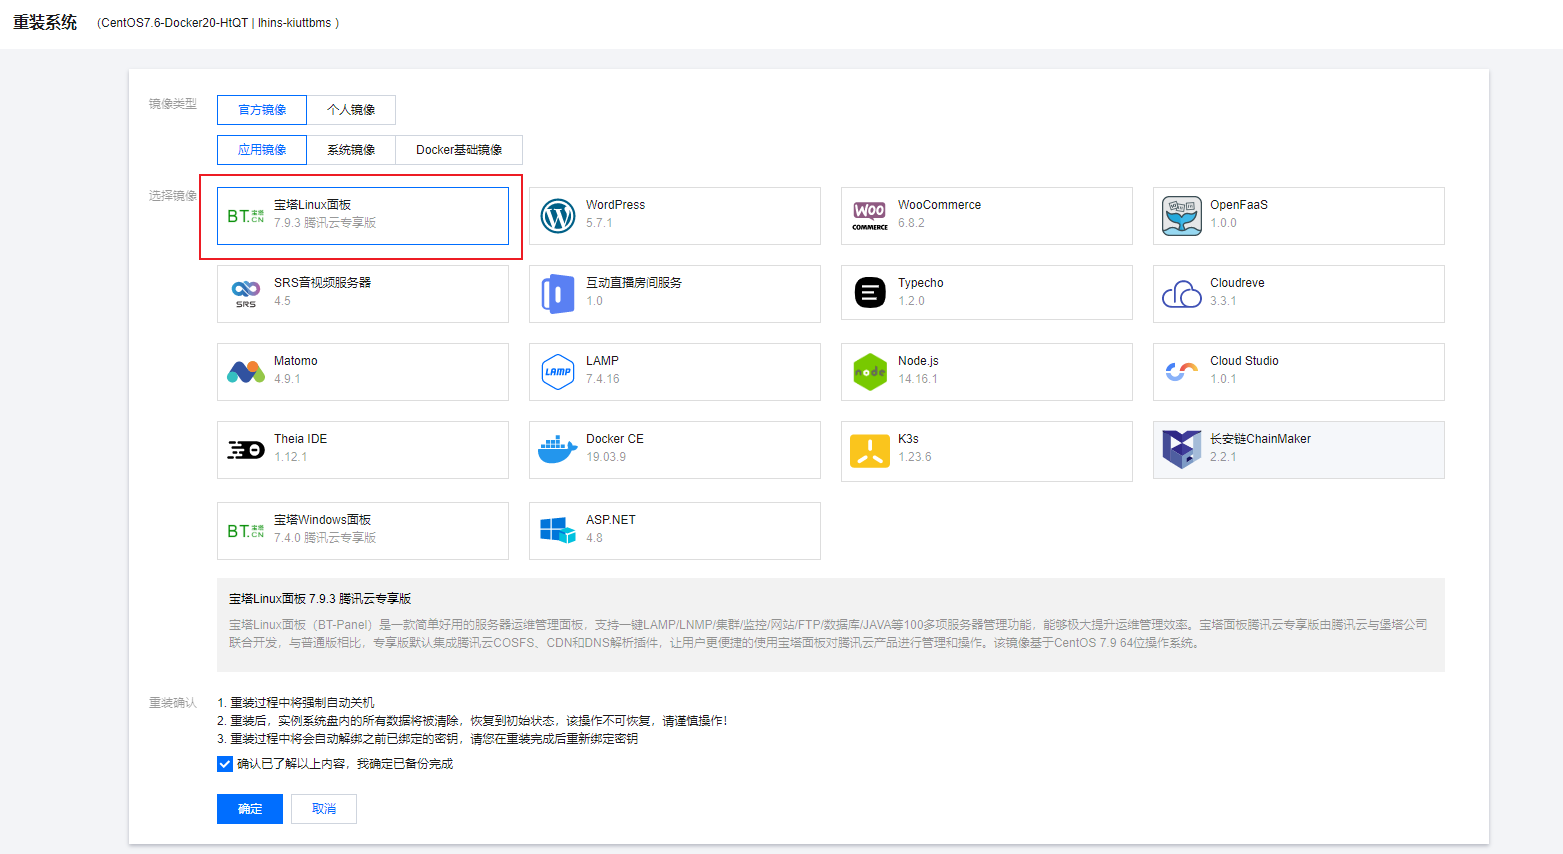 重装系统 (CentOS7.6-Docker20-HtQT | lhins-kiuttbms )
镜像类型
官方镜像 个人镜像
应用镜像 系统镜像 Docker基础镜像
选择镜像
BT.宝塔.CN
宝塔Linux面板
7.9.3 腾讯云专享版
WordPress
5.7.1
WOO COMMERCE
WooCommerce
6.8.2
OpenFaaS
1.0.0
SRS
SRS音视频服务器
4.5
互动直播房间服务
1.0
Typecho
1.2.0
Cloudreve
3.3.1
Matomo
4.9.1
LAMP
LAMP
7.4.16
node
Node.js
14.16.1
Cloud Studio
1.0.1
Theia IDE
1.12.1
Docker CE
19.03.9
K3s
1.23.6
长安链ChainMaker
2.2.1
BT.宝塔.CN
宝塔Windows面板
7.4.0 腾讯云专享版
ASP.NET
4.8
宝塔Linux面板 7.9.3 腾讯云专享版
宝塔Linux面板（BT-Panel）是一款简单好用的服务器运维管理面板，支持一键LAMP/LNMP/集群/监控/网站/FTP/数据库/JAVA等100多项服务器管理功能，能够极大提升运维管理效率。宝塔面板腾讯云专享版由腾讯云与堡塔公司
联合开发，与普通版相比，专享版默认集成腾讯云COSFS、CDN和DNS解析插件，让用户更便捷的使用宝塔面板对腾讯云产品进行管理和操作。该镜像基于CentOS 7.9 64位操作系统。
重装确认
1. 重装过程中将强制自动关机
2. 重装后，实例系统盘内的所有数据将被清除，恢复到初始状态，该操作不可恢复，请谨慎操作！
3. 重装过程中将会自动解绑之前已绑定的密钥，请您在重装完成后重新绑定密钥
确认已了解以上内容，我确定已备份完成
确定 取消